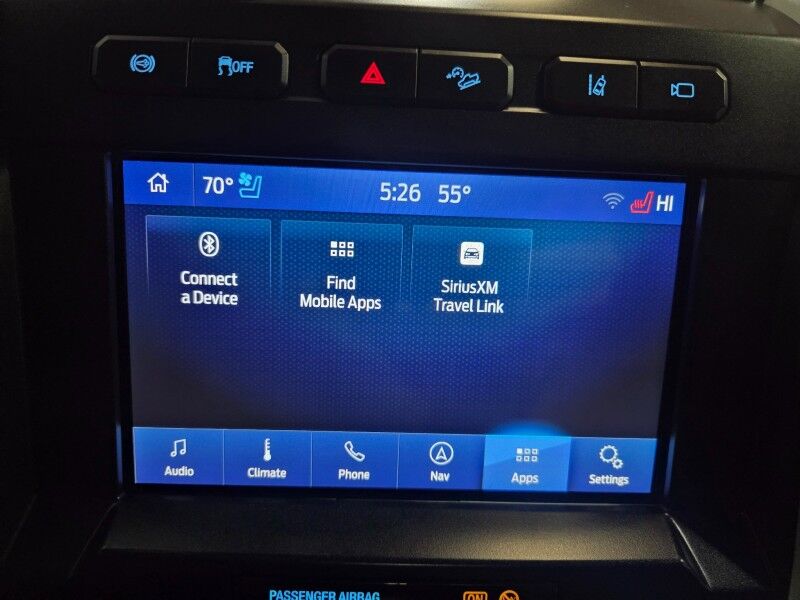 OFF
70° 5:26 55° HI
Connect
a Device
Find
Mobile Apps
SiriusXM
Travel Link
Audio Climate Phone Nav Apps Settings
PASSENGER AIRBAG ON